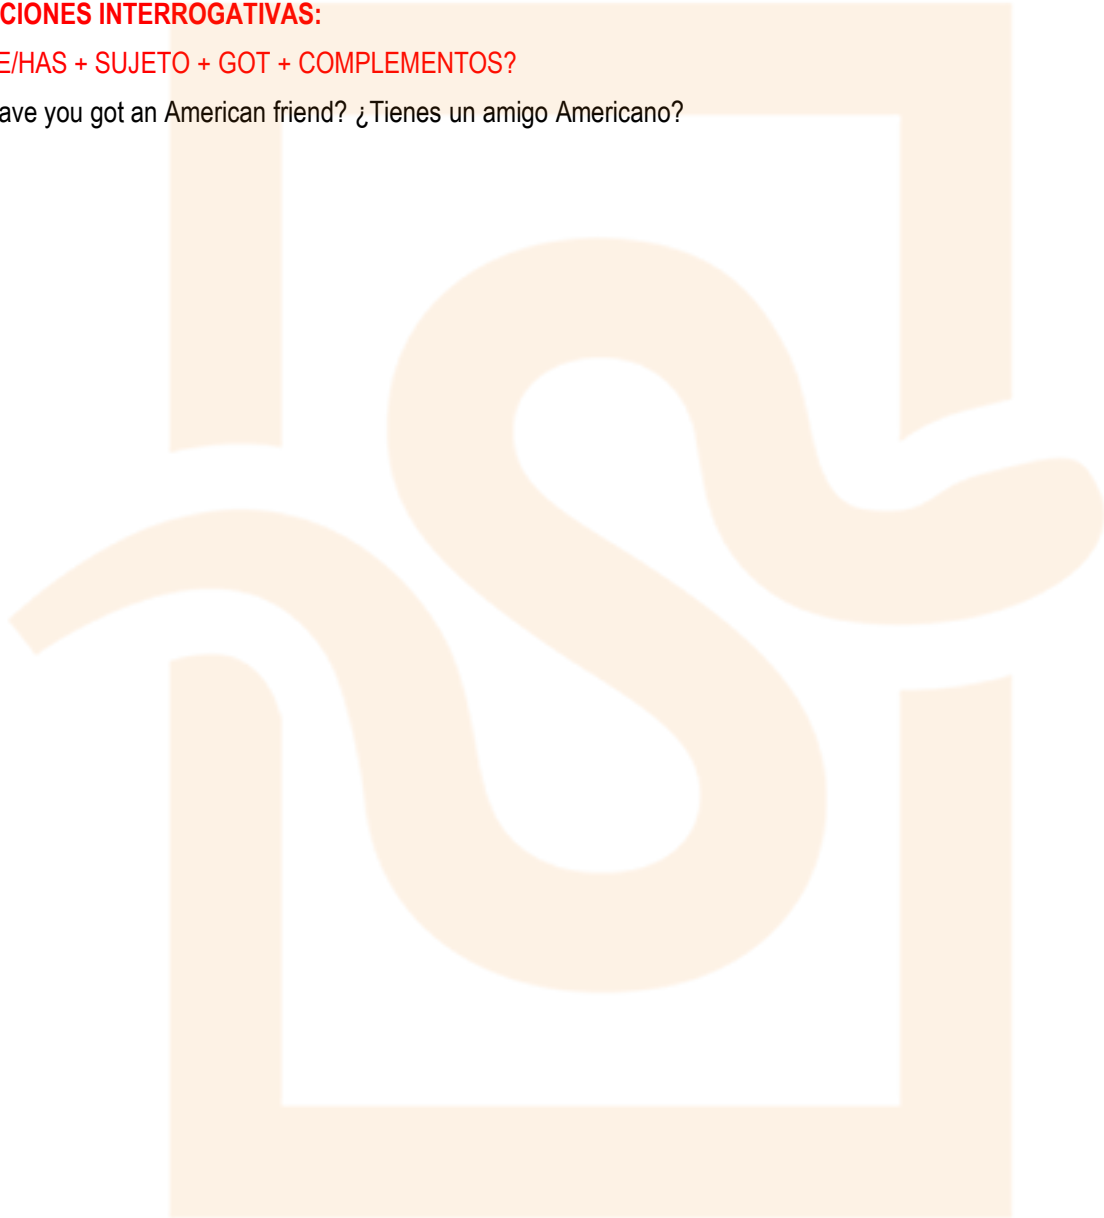 CIONES INTERROGATIVAS:
E/HAS + SUJETO + GOT + COMPLEMENTOS?
ave you got an American friend? ¿Tienes un amigo Americano?